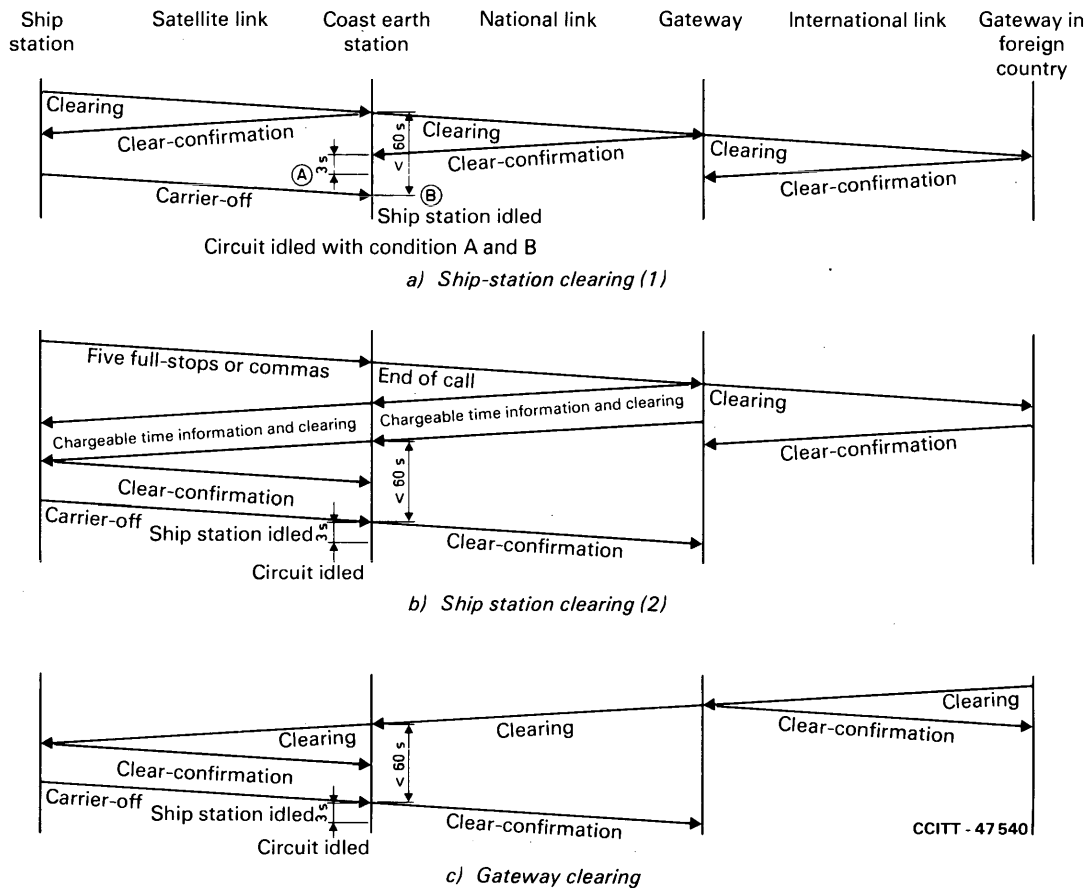 Ship station
Satellite link
Coast earth station
National link
Gateway
International link
Gateway in foreign country
Clearing
Clear-confirmation
A
3 s
< 60 s
Clearing
Clear-confirmation
Clearing
Clear-confirmation
Carrier-off
B
Ship station idled
Circuit idled with condition A and B
a) Ship-station clearing (1)
Five full-stops or commas
End of call
Clearing
Chargeable time information and clearing
Chargeable time information and clearing
Clear-confirmation
Clear-confirmation
< 60 s
Carrier-off
Ship station idled
3 s
Clear-confirmation
Circuit idled
b) Ship station clearing (2)
Clearing
Clearing
Clearing
Clear-confirmation
Clear-confirmation
< 60 s
Carrier-off
Ship station idled
3 s
Clear-confirmation
CCITT - 47 540
Circuit idled
c) Gateway clearing